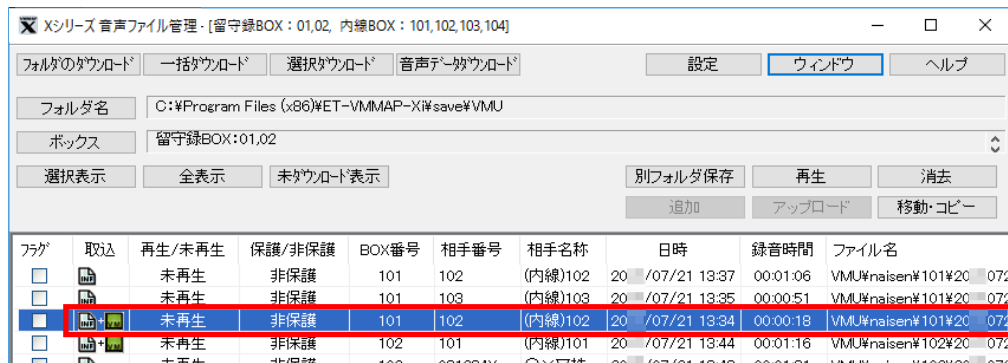 Xシリーズ 音声ファイル管理 - [留守録BOX：01,02, 内線BOX：101,102,103,104]
ﾌｫﾙﾀﾞのﾀﾞｳﾝﾛｰﾄﾞ 一括ﾀﾞｳﾝﾛｰﾄﾞ 選択ﾀﾞｳﾝﾛｰﾄﾞ 音声ﾃﾞｰﾀﾀﾞｳﾝﾛｰﾄﾞ 設定 ウィンドウ ヘルプ
フォルダ名 C:¥Program Files (x86)¥ET-VMMAP-Xi¥save¥VMU
ボックス 留守録BOX:01,02
選択表示 全表示 未ﾀﾞｳﾝﾛｰﾄﾞ表示 別フォルダ保存 再生 消去
追加 アップロード 移動・コピー
ﾌﾗｸﾞ 取込 再生/未再生 保護/非保護 BOX番号 相手番号 相手名称 日時 録音時間 ファイル名
INT 未再生 非保護 101 102 (内線)102 20 /07/21 13:37 00:01:06 VMU¥naisen¥101¥20 072
INT 未再生 非保護 101 103 (内線)103 20 /07/21 13:35 00:00:51 VMU¥naisen¥101¥20 072
INT+VM 未再生 非保護 101 102 (内線)102 20 /07/21 13:34 00:00:18 VMU¥naisen¥101¥20 072
INT+VM 未再生 非保護 102 101 (内線)101 20 /07/21 13:44 00:01:16 VMU¥naisen¥102¥20 072